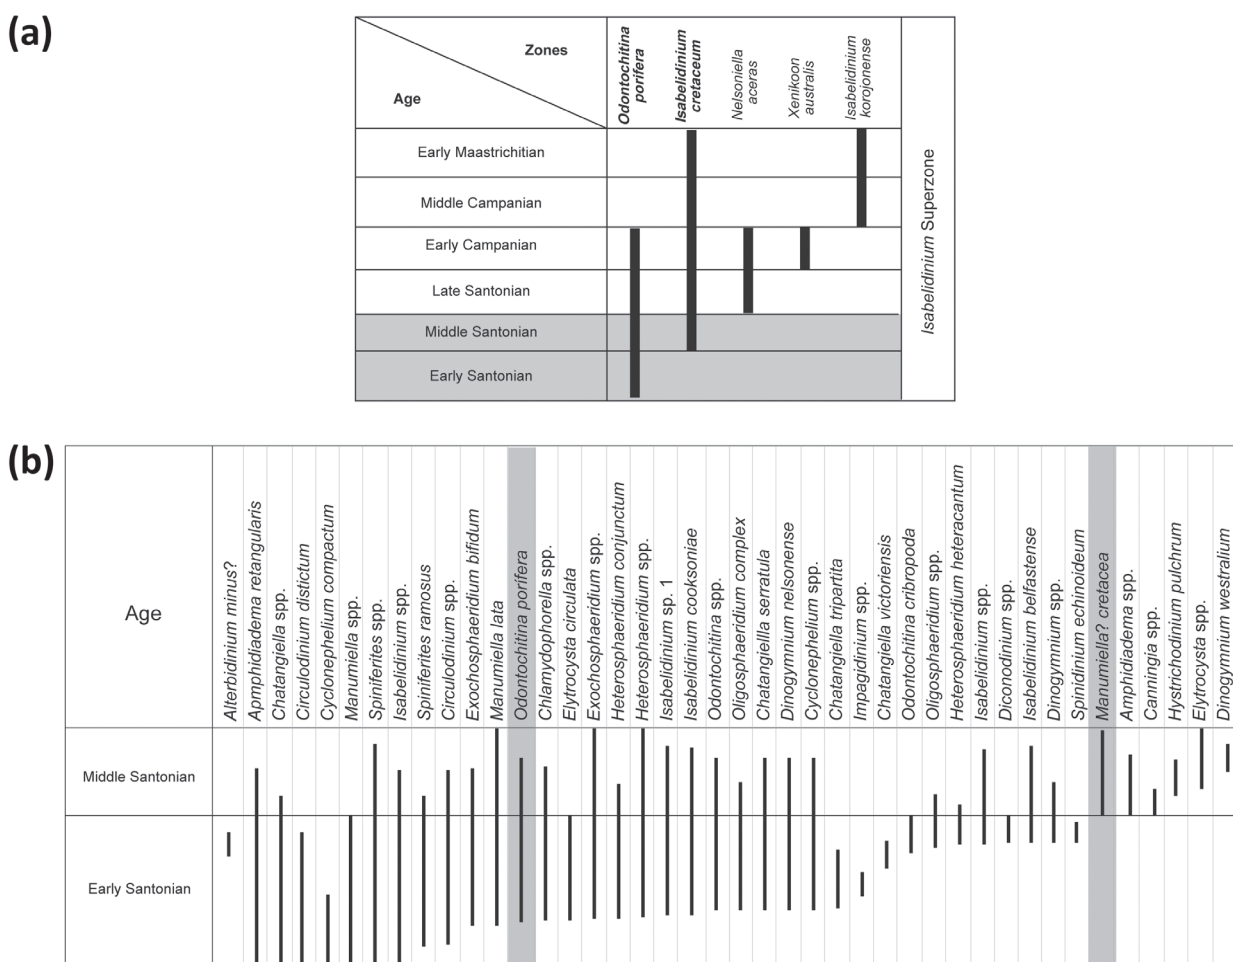 (a)
Zones
Age
Odontochitina
porifera
Isabelidinium
cretaceum
Nelsoniella
aceras
Xenikoon
australis
Isabelidinium
korojonense
Early Maastrichitian
Middle Campanian
Early Campanian
Late Santonian
Middle Santonian
Early Santonian
Isabelidinium Superzone
(b)
Age
Alterbidinium minus?
Apmphidiadema retangularis
Chatangiella spp.
Circulodinium distictum
Cyclonephelium compactum
Manumiella spp.
Spiniferites spp.
Isabelidinium spp.
Spiniferites ramosus
Circulodinium spp.
Exochosphaeridium bifidum
Manumiella lata
Odontochitina porifera
Chlamydophorella spp.
Elytrocysta circulata
Exochosphaeridium spp.
Heterosphaeridium conjunctum
Heterosphaeridium spp.
Isabelidinium sp. 1
Isabelidinium cooksoniae
Odontochitina spp.
Oligosphaeridium complex
Chatangiellla serratula
Dinogymnium nelsonense
Cyclonephelium spp.
Chatangiella tripartita
Impagidinium spp.
Chatangiella victoriensis
Odontochitina cribropoda
Oligosphaeridium spp.
Heterosphaeridium heteracantum
Isabelidinium spp.
Diconodinium spp.
Isabelidinium belfastense
Dinogymnium spp.
Spinidinium echinoideum
Manumiella? cretacea
Amphidiadema spp.
Canningia spp.
Hystrichodinium pulchrum
Elytrocysta spp.
Dinogymnium westralium
Middle Santonian
Early Santonian